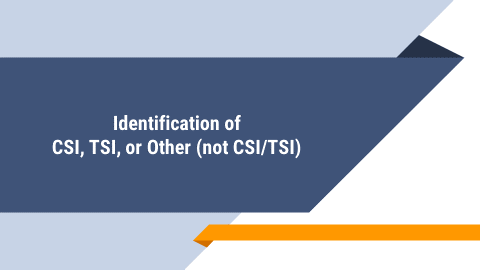 Identification of
CSI, TSI, or Other (not CSI/TSI)